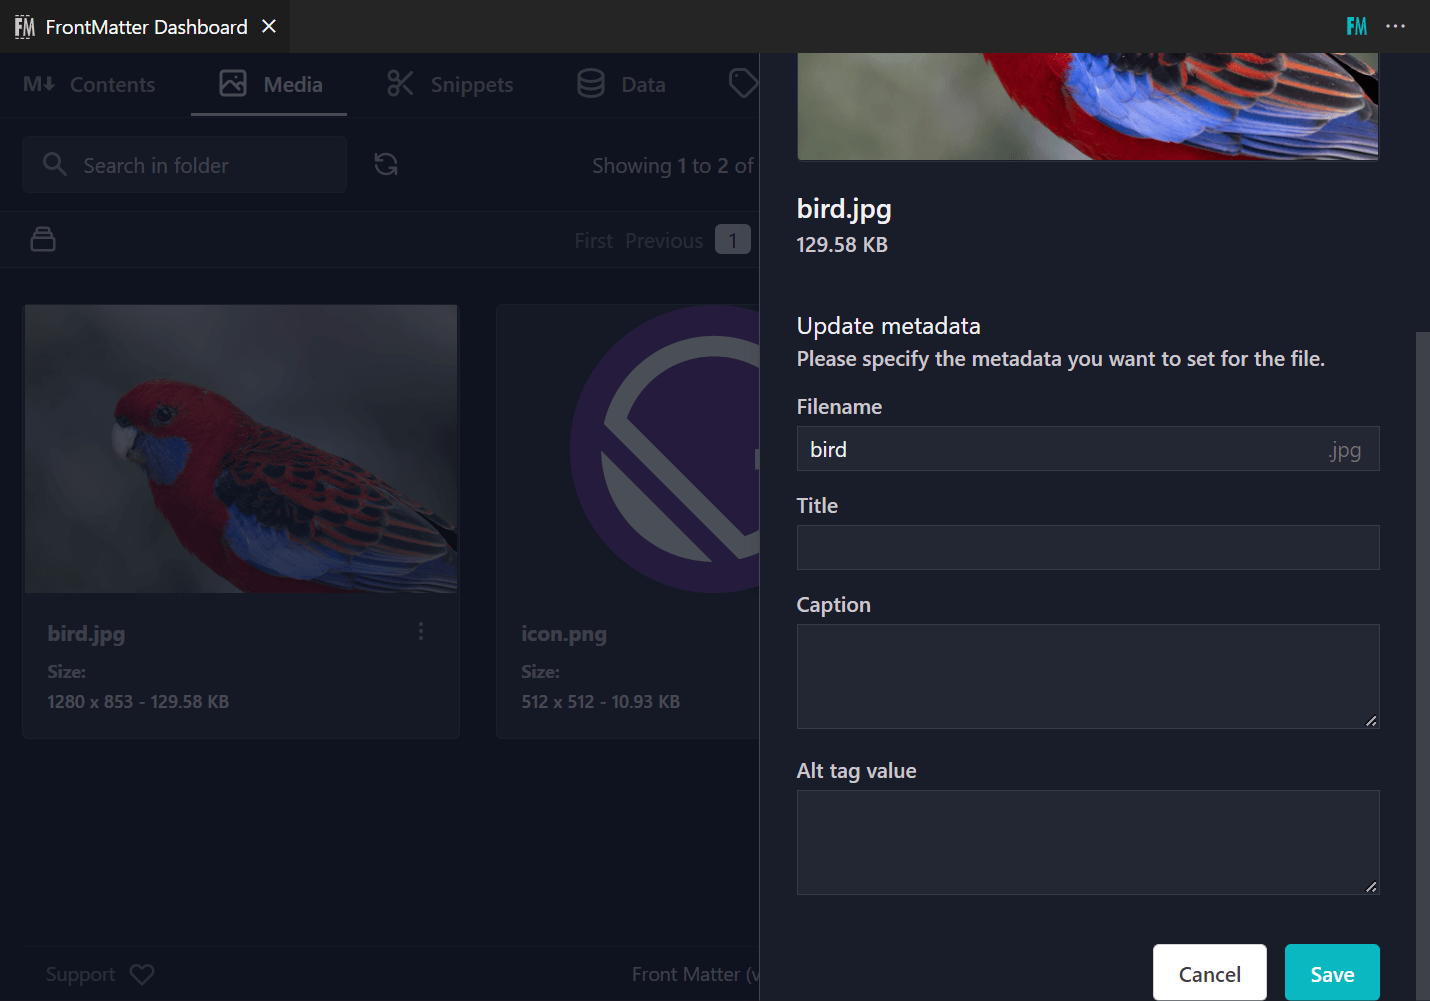 FM FrontMatter Dashboard
FM
M Contents Media Snippets Data
Search in folder Showing 1 to 2 of
First Previous 1
bird.jpg
Size:
1280 x 853 - 129.58 KB
icon.png
Size:
512 x 512 - 10.93 KB
Support Front Matter (v
bird.jpg
129.58 KB
Update metadata
Please specify the metadata you want to set for the file.
Filename
bird .jpg
Title
Caption
Alt tag value
Cancel Save